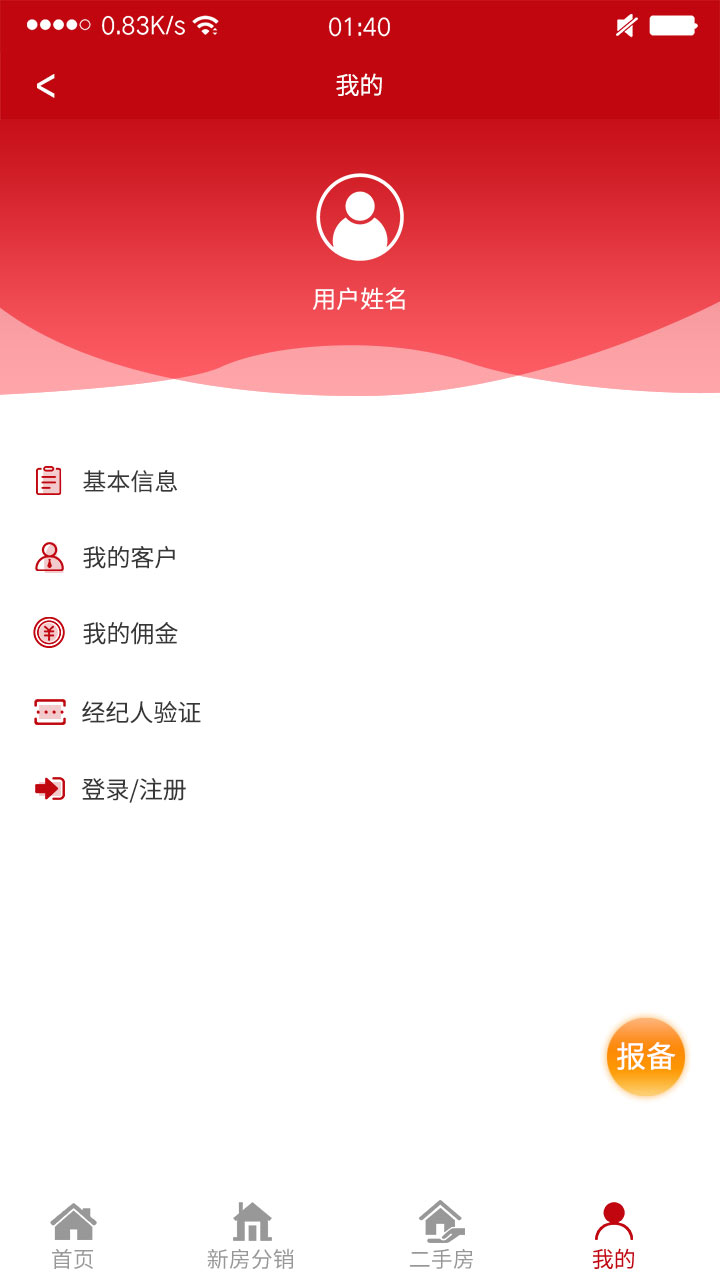 0.83K/s 01:40
我的
用户姓名
基本信息
我的客户
我的佣金
经纪人验证
登录/注册
报备
首页 新房分销 二手房 我的